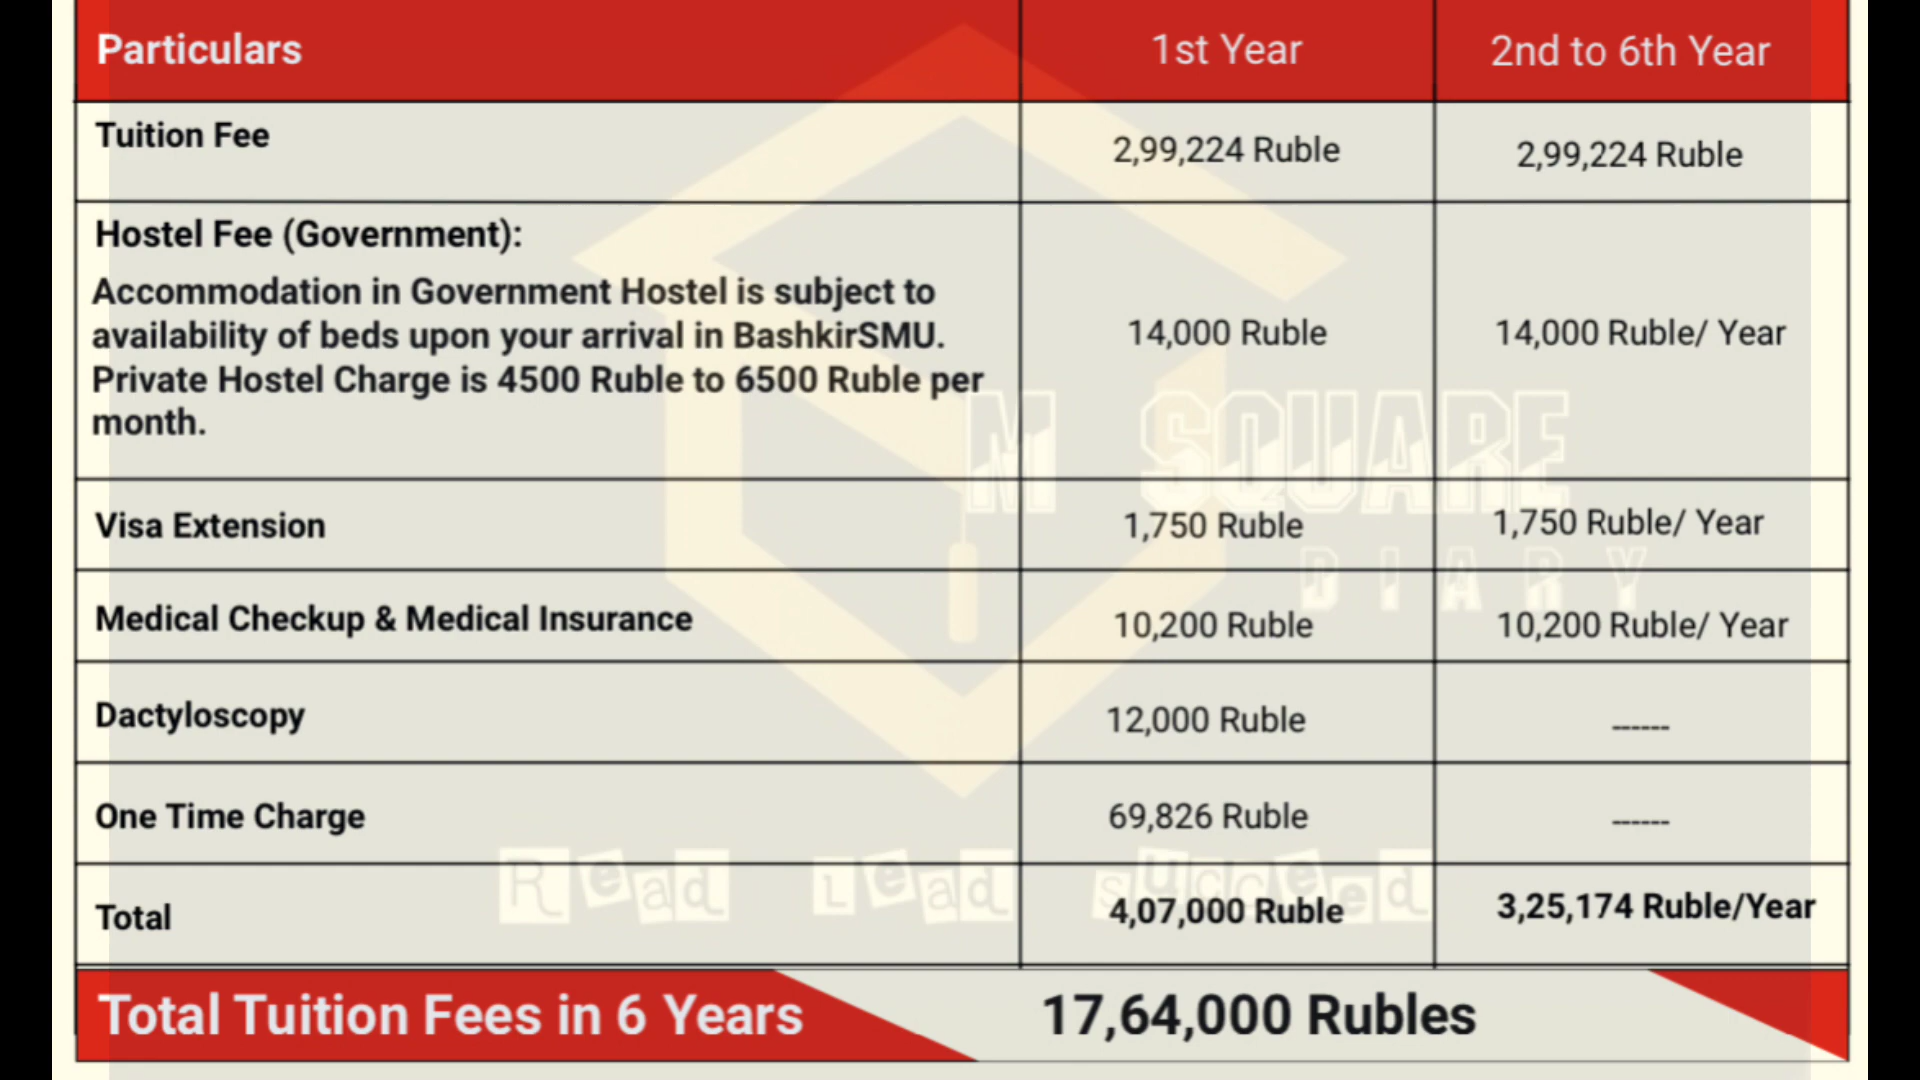 Particulars 1st Year 2nd to 6th Year
Tuition Fee 2,99,224 Ruble 2,99,224 Ruble
Hostel Fee (Government):
Accommodation in Government Hostel is subject to
availability of beds upon your arrival in BashkirSMU.
Private Hostel Charge is 4500 Ruble to 6500 Ruble per
month.
14,000 Ruble 14,000 Ruble/ Year
M SQUARE
Visa Extension 1,750 Ruble 1,750 Ruble/ Year
DIARY
Medical Checkup & Medical Insurance 10,200 Ruble 10,200 Ruble/ Year
Dactyloscopy 12,000 Ruble ------
One Time Charge 69,826 Ruble ------
Read Lead succeed
Total 4,07,000 Ruble 3,25,174 Ruble/Year
Total Tuition Fees in 6 Years 17,64,000 Rubles